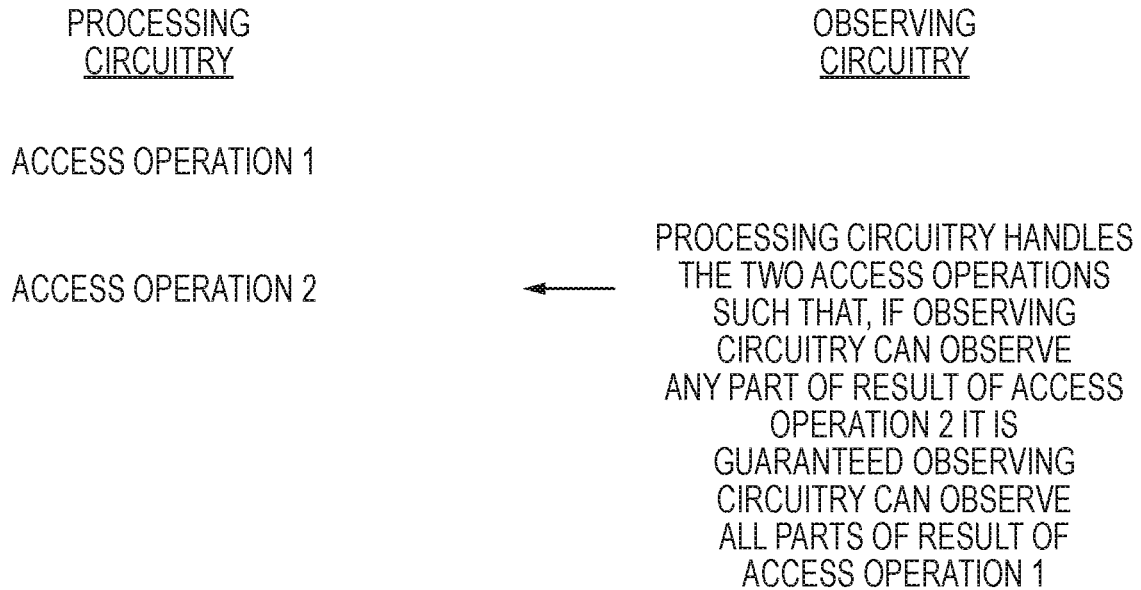 PROCESSING
CIRCUITRY
OBSERVING
CIRCUITRY
ACCESS OPERATION 1
ACCESS OPERATION 2
PROCESSING CIRCUITRY HANDLES
THE TWO ACCESS OPERATIONS
SUCH THAT, IF OBSERVING
CIRCUITRY CAN OBSERVE
ANY PART OF RESULT OF ACCESS
OPERATION 2 IT IS
GUARANTEED OBSERVING
CIRCUITRY CAN OBSERVE
ALL PARTS OF RESULT OF
ACCESS OPERATION 1